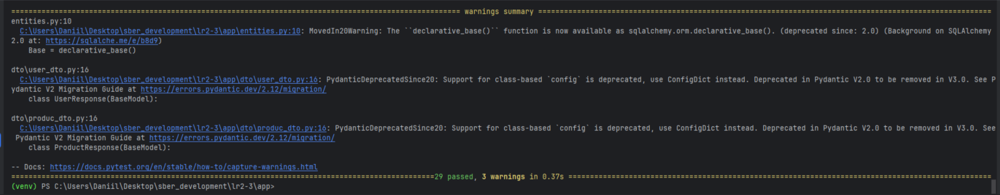 ============================== warnings summary ==============================
entities.py:10
  C:\Users\Daniil\Desktop\sber_development\lr2-3\app\entities.py:10: MovedIn20Warning: The ``declarative_base()`` function is now available as sqlalchemy.orm.declarative_base(). (deprecated since: 2.0) (Background on SQLAlchemy
2.0 at: https://sqlalche.me/e/b8d9)
    Base = declarative_base()
dto\user_dto.py:16
  C:\Users\Daniil\Desktop\sber_development\lr2-3\app\dto\user_dto.py:16: PydanticDeprecatedSince20: Support for class-based `config` is deprecated, use ConfigDict instead. Deprecated in Pydantic V2.0 to be removed in V3.0. See P
ydantic V2 Migration Guide at https://errors.pydantic.dev/2.12/migration/
    class UserResponse(BaseModel):
dto\produc_dto.py:16
  C:\Users\Daniil\Desktop\sber_development\lr2-3\app\dto\produc_dto.py:16: PydanticDeprecatedSince20: Support for class-based `config` is deprecated, use ConfigDict instead. Deprecated in Pydantic V2.0 to be removed in V3.0. See
 Pydantic V2 Migration Guide at https://errors.pydantic.dev/2.12/migration/
    class ProductResponse(BaseModel):
-- Docs: https://docs.pytest.org/en/stable/how-to/capture-warnings.html
============================== 29 passed, 3 warnings in 0.37s ==============================
(venv) PS C:\Users\Daniil\Desktop\sber_development\lr2-3\app>